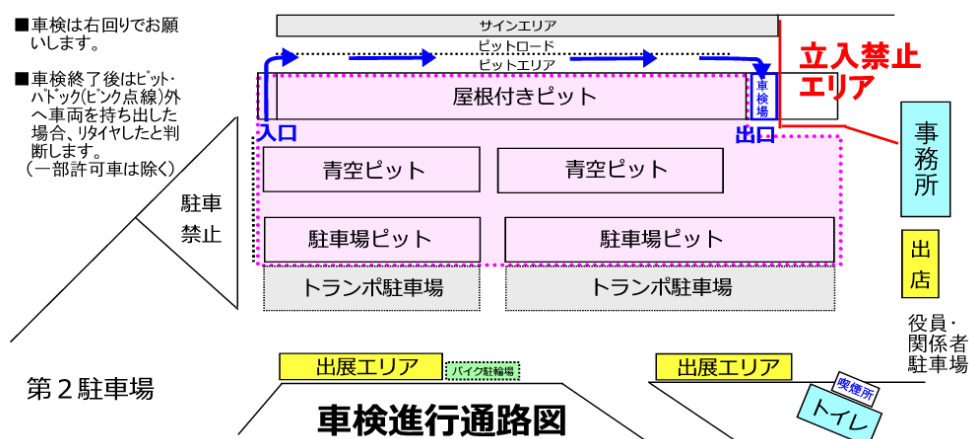 ■車検は右回りでお願
いします。
■車検終了後はﾋﾟｯﾄ･
ﾊﾟﾄﾞｯｸ(ﾋﾟﾝｸ点線)外
へ車両を持ち出した
場合、ﾘﾀｲﾔしたと判
断します。
(一部許可車は除く)
サインエリア
ピットロード
ピットエリア
立入禁止
エリア
屋根付きピット
車検場
入口
出口
事務所
青空ピット
青空ピット
駐車
禁止
駐車場ピット
駐車場ピット
出店
トランポ駐車場
トランポ駐車場
役員・
関係者
駐車場
出展エリア
バイク駐輪場
出展エリア
第２駐車場
喫煙所
トイレ
車検進行通路図